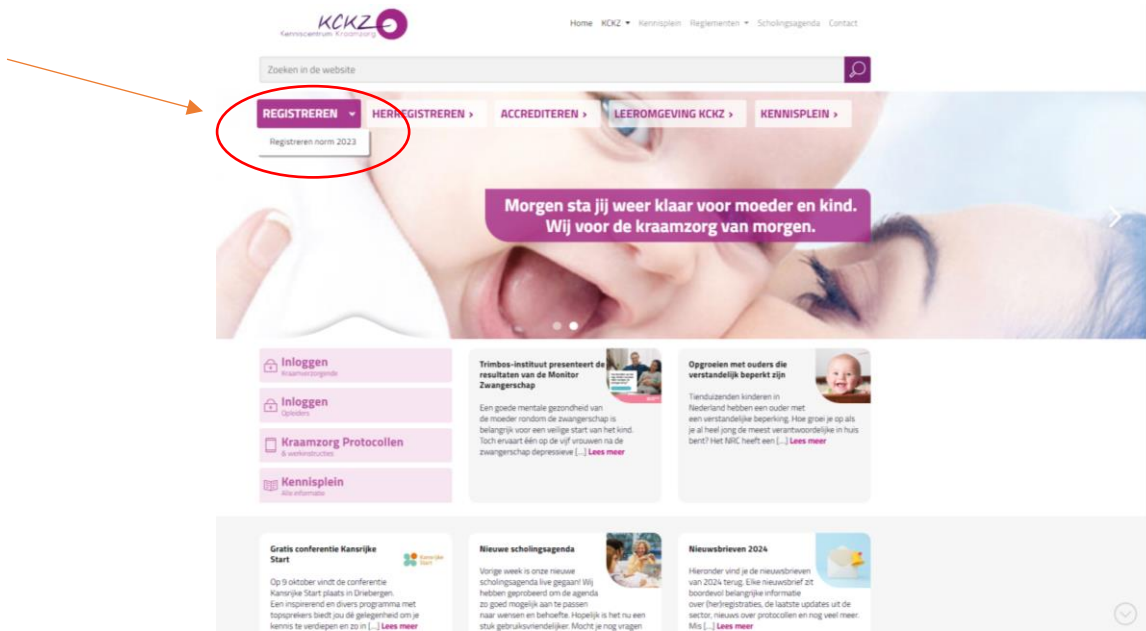 KCKZ
Kenniscentrum Kraamzorg
Home KCKZ Kennisplein Reglementen Scholingsagenda Contact
Zoeken in de website
REGISTREREN HERREGISTREREN › ACCREDITEREN › LEEROMGEVING KCKZ › KENNISPLEIN ›
Registreren norm 2023
Morgen sta jij weer klaar voor moeder en kind.
Wij voor de kraamzorg van morgen.
Inloggen
Kraamverzorgende
Inloggen
Opleiders
Kraamzorg Protocollen
& werkinstructies
Kennisplein
Alle informatie
Trimbos-instituut presenteert de
resultaten van de Monitor
Zwangerschap
Een goede mentale gezondheid van
de moeder rondom de zwangerschap is
belangrijk voor een veilige start van het kind.
Toch ervaart één op de vijf vrouwen na de
zwangerschap depressieve [...] Lees meer
Opgroeien met ouders die
verstandelijk beperkt zijn
Tienduizenden kinderen in
Nederland hebben een ouder met
een verstandelijke beperking. Hoe groei je op als
je al heel jong de meest verantwoordelijke in huis
bent? Het NRC heeft een [...] Lees meer
Gratis conferentie Kansrijke
Start
Kansrijke
Start
Op 9 oktober vindt de conferentie
Kansrijke Start plaats in Driebergen.
Een inspirerend en divers programma met
topsprekers biedt jou dé gelegenheid om je
kennis te verdiepen en zo in [...] Lees meer
Nieuwe scholingsagenda
Vorige week is onze nieuwe
scholingsagenda live gegaan! Wij
hebben geprobeerd om de agenda
zo goed mogelijk aan te passen
naar wensen en behoefte. Hopelijk is het nu een
stuk gebruiksvriendelijker. Mocht je nog vragen
Nieuwsbrieven 2024
Hieronder vind je de nieuwsbrieven
van 2024 terug. Elke nieuwsbrief zit
boordevol belangrijke informatie
over (her)registraties, de laatste updates uit de
sector, nieuws over protocollen en nog veel meer.
Mis [...] Lees meer